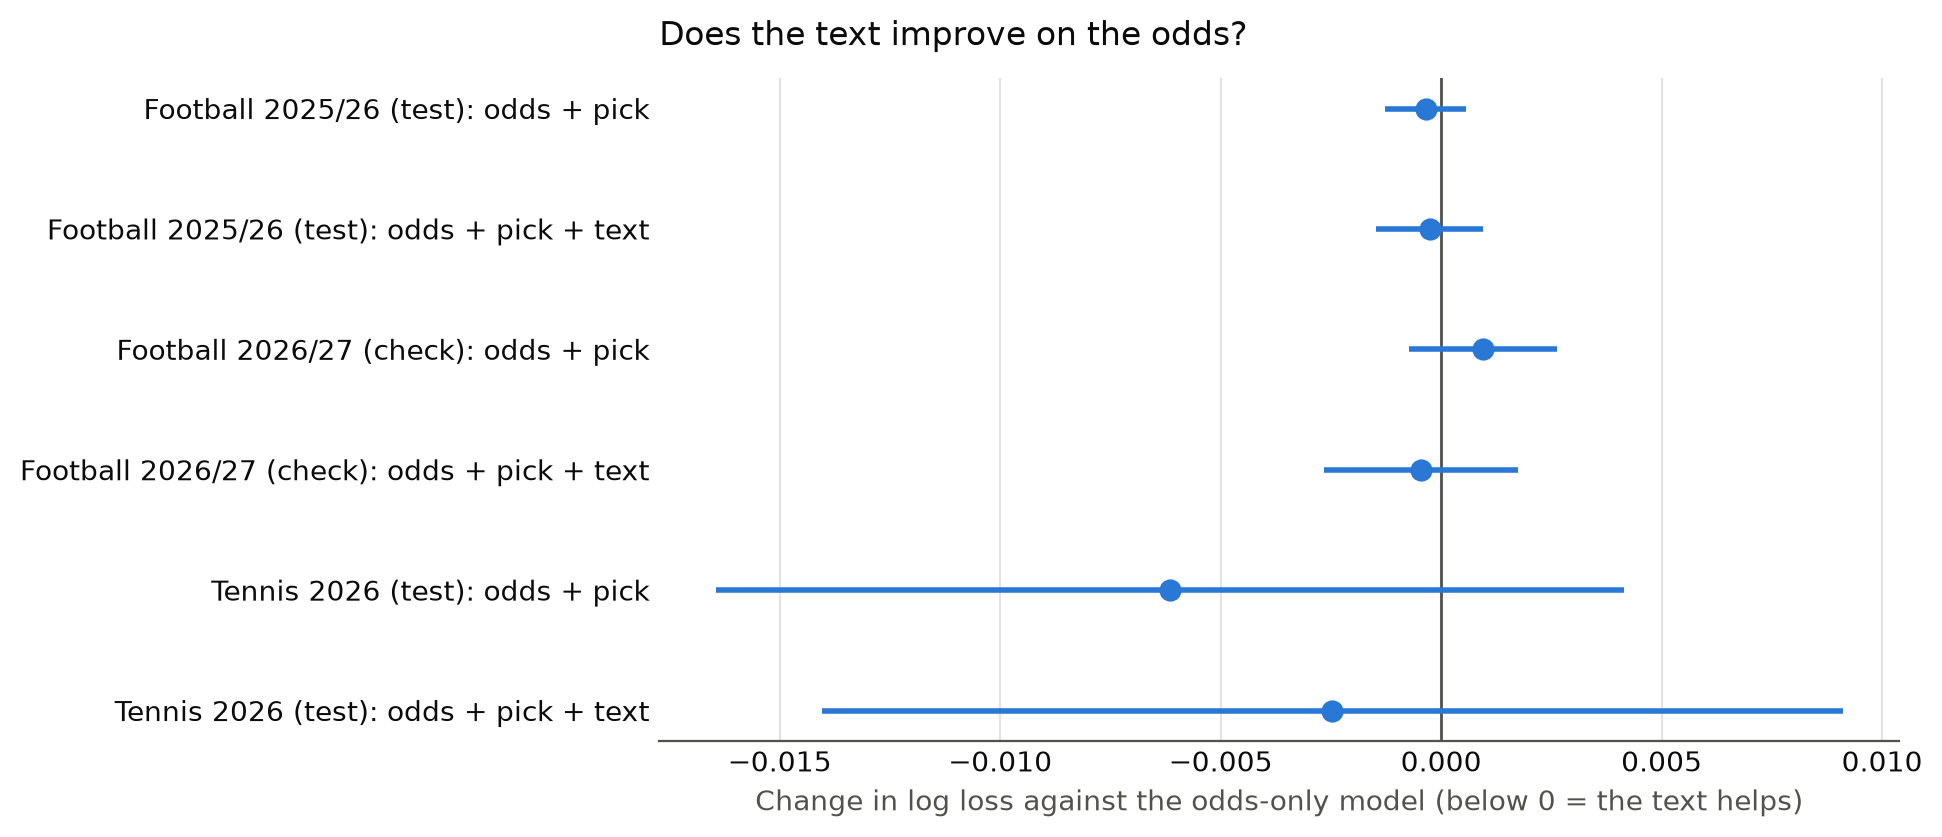 Does the text improve on the odds?
Football 2025/26 (test): odds + pick
Football 2025/26 (test): odds + pick + text
Football 2026/27 (check): odds + pick
Football 2026/27 (check): odds + pick + text
Tennis 2026 (test): odds + pick
Tennis 2026 (test): odds + pick + text
−0.015 −0.010 −0.005 0.000 0.005 0.010
Change in log loss against the odds-only model (below 0 = the text helps)